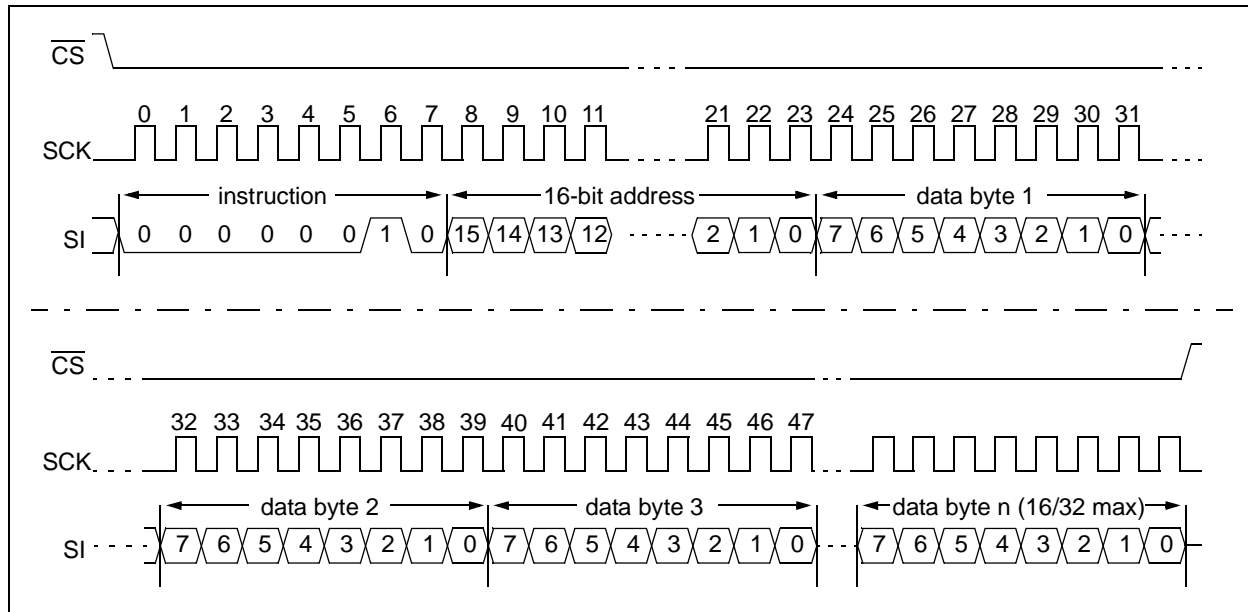 CS
0 1 2 3 4 5 6 7 8 9 10 11 21 22 23 24 25 26 27 28 29 30 31
SCK
instruction 16-bit address data byte 1
SI 0 0 0 0 0 0 1 0 15 14 13 12 2 1 0 7 6 5 4 3 2 1 0
CS
32 33 34 35 36 37 38 39 40 41 42 43 44 45 46 47
SCK
data byte 2 data byte 3 data byte n (16/32 max)
SI 7 6 5 4 3 2 1 0 7 6 5 4 3 2 1 0 7 6 5 4 3 2 1 0